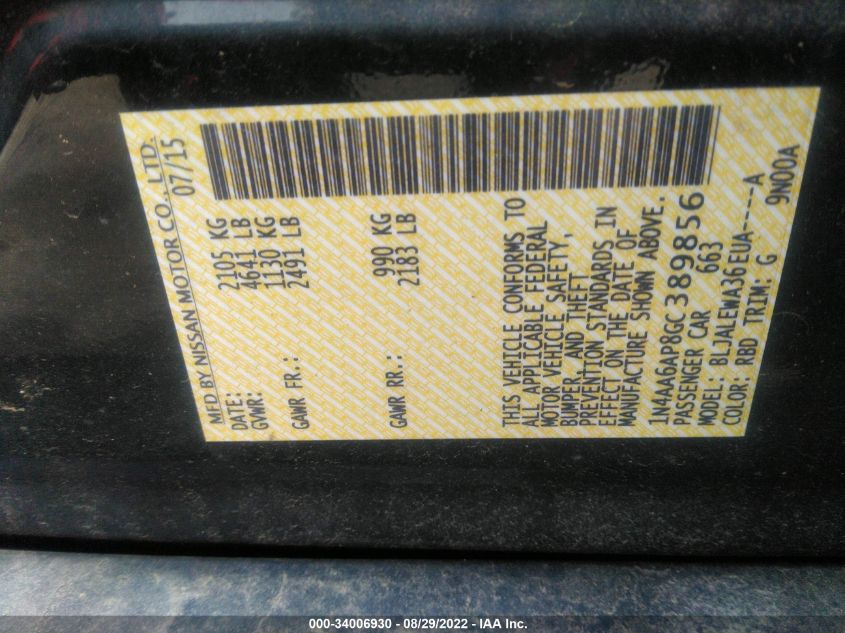 MFD BY NISSAN MOTOR CO., LTD.
DATE: 07/15
GVWR: 2105 KG
4641 LB
GAWR FR.: 1130 KG
2491 LB
GAWR RR.: 990 KG
2183 LB
THIS VEHICLE CONFORMS TO
ALL APPLICABLE FEDERAL
MOTOR VEHICLE SAFETY,
BUMPER, AND THEFT
PREVENTION STANDARDS IN
EFFECT ON THE DATE OF
MANUFACTURE SHOWN ABOVE.
1N4AA6AP8GC389856
PASSENGER CAR 663
MODEL: BLJALEWA36EUA-----A
COLOR: RBD TRIM: G 9N00A
000-34006930 - 08/29/2022 - IAA Inc.